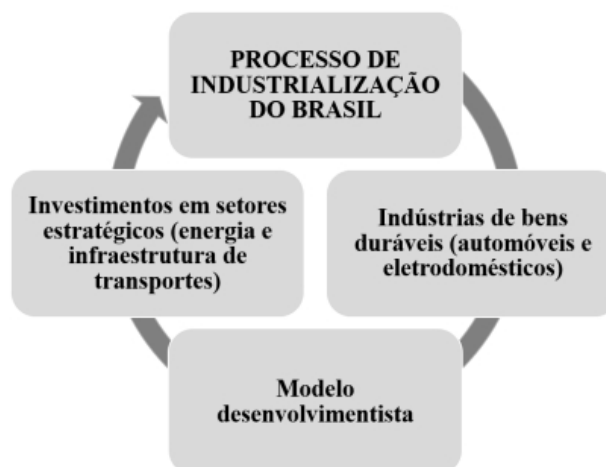 PROCESSO DE
INDUSTRIALIZAÇÃO
DO BRASIL
Indústrias de bens
duráveis (automóveis e
eletrodomésticos)
Modelo
desenvolvimentista
Investimentos em setores
estratégicos (energia e
infraestrutura de
transportes)